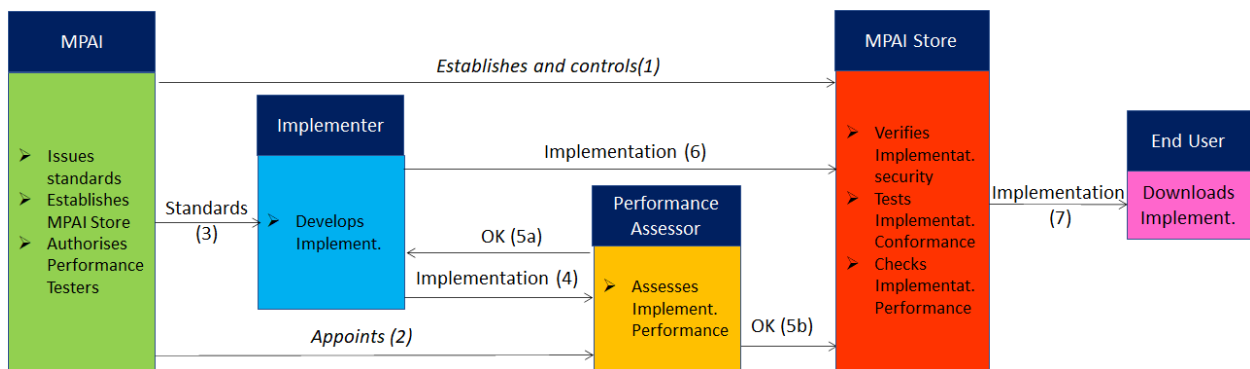 MPAI
➢ Issues
standards
➢ Establishes
MPAI Store
➢ Authorises
Performance
Testers
Establishes and controls(1)
Standards
(3)
Appoints (2)
Implementer
➢ Develops
Implement.
Implementation (6)
OK (5a)
Implementation (4)
Performance
Assessor
➢ Assesses
Implement.
Performance
OK (5b)
MPAI Store
➢ Verifies
Implementat.
security
➢ Tests
Implementat.
Conformance
➢ Checks
Implementat.
Performance
Implementation
(7)
End User
Downloads
Implement.